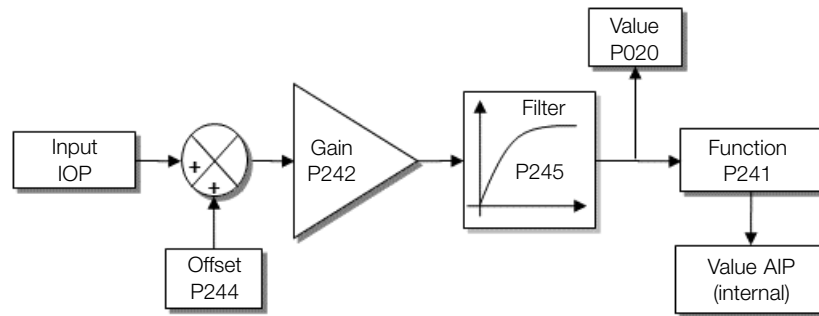 Value
P020
Input
IOP
+
+
Gain
P242
Filter
P245
Function
P241
Offset
P244
Value AIP
(internal)